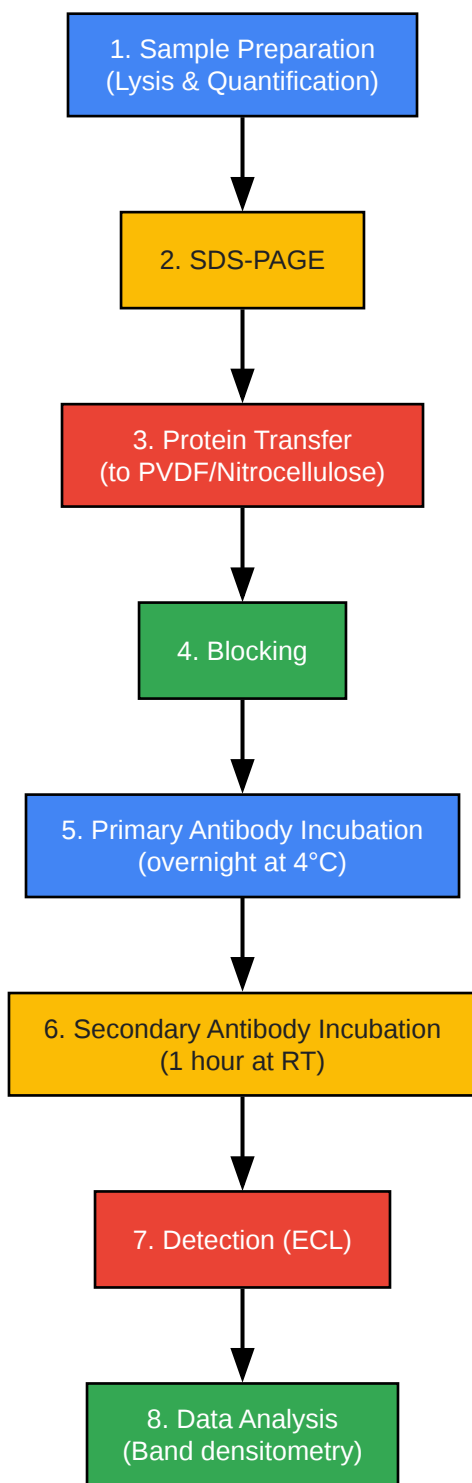 1. Sample Preparation
(Lysis & Quantification)
2. SDS-PAGE
3. Protein Transfer
(to PVDF/Nitrocellulose)
4. Blocking
5. Primary Antibody Incubation
(overnight at 4°C)
6. Secondary Antibody Incubation
(1 hour at RT)
7. Detection (ECL)
8. Data Analysis
(Band densitometry)